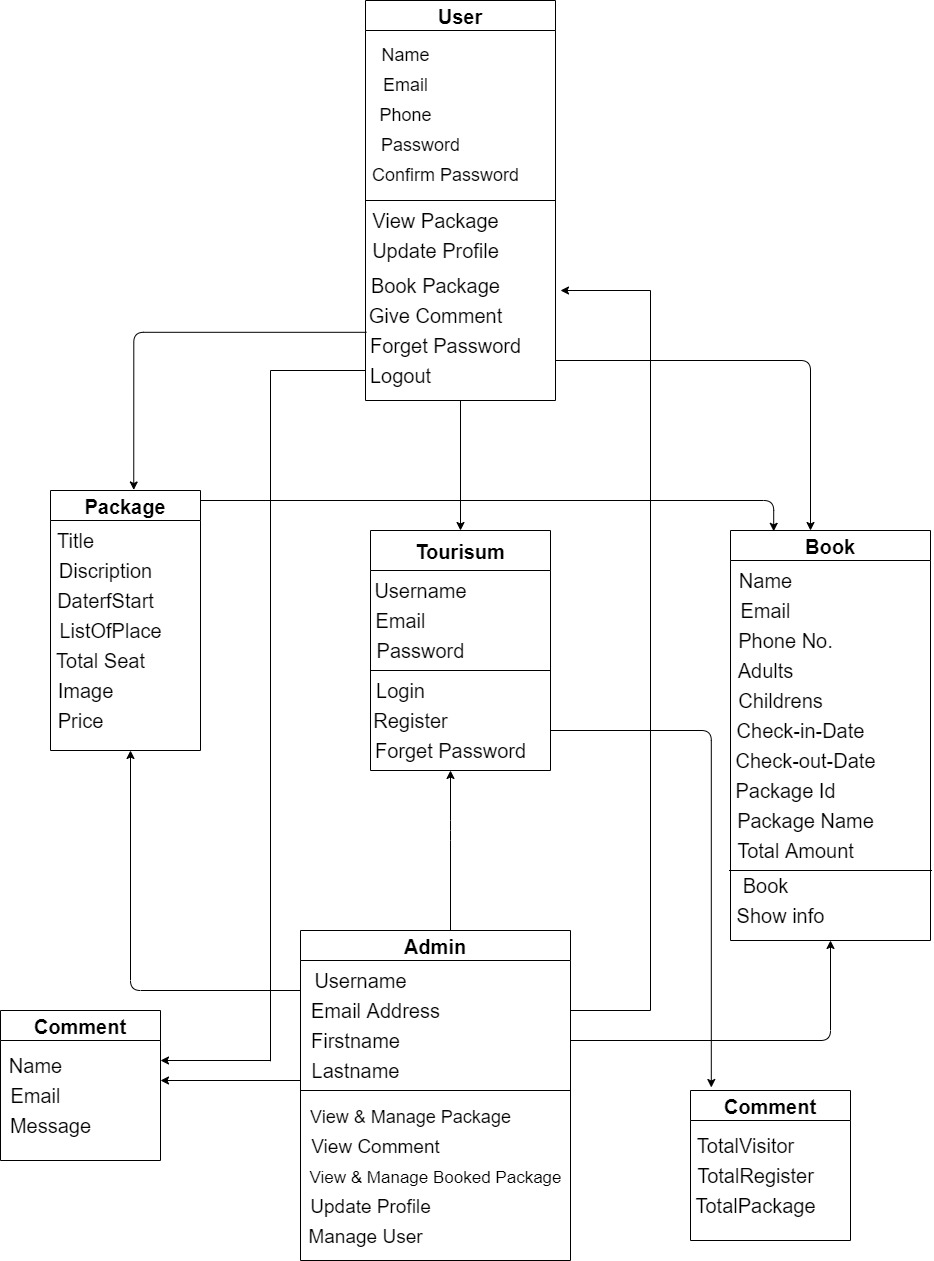 User
Name
Email
Phone
Password
Confirm Password
View Package
Update Profile
Book Package
Give Comment
Forget Password
Logout
Package
Title
Discription
DaterfStart
ListOfPlace
Total Seat
Image
Price
Tourisum
Username
Email
Password
Login
Register
Forget Password
Book
Name
Email
Phone No.
Adults
Childrens
Check-in-Date
Check-out-Date
Package Id
Package Name
Total Amount
Book
Show info
Admin
Username
Email Address
Firstname
Lastname
View & Manage Package
View Comment
View & Manage Booked Package
Update Profile
Manage User
Comment
Name
Email
Message
Comment
TotalVisitor
TotalRegister
TotalPackage